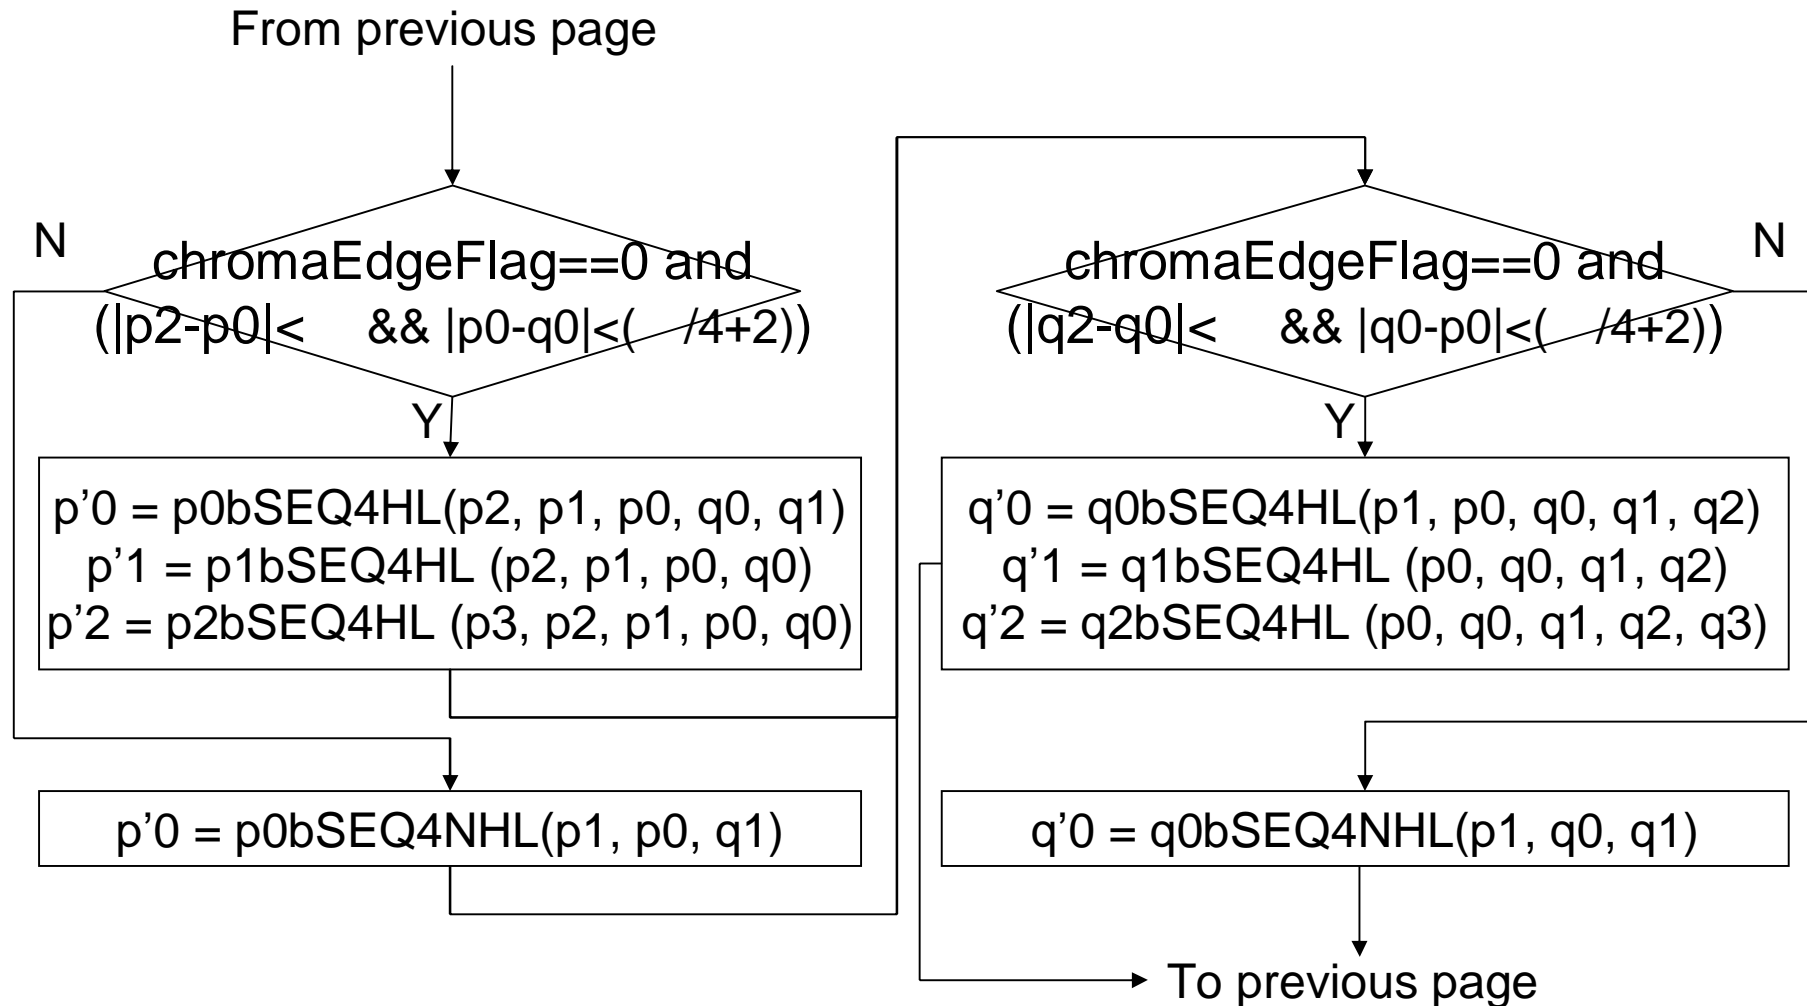 From previous page
N
chromaEdgeFlag==0 and
(|p2-p0|< && |p0-q0|<( /4+2))
Y
p’0 = p0bSEQ4HL(p2, p1, p0, q0, q1)
p’1 = p1bSEQ4HL (p2, p1, p0, q0)
p’2 = p2bSEQ4HL (p3, p2, p1, p0, q0)
p’0 = p0bSEQ4NHL(p1, p0, q1)
chromaEdgeFlag==0 and
(|q2-q0|< && |q0-p0|<( /4+2))
N
Y
q’0 = q0bSEQ4HL(p1, p0, q0, q1, q2)
q’1 = q1bSEQ4HL (p0, q0, q1, q2)
q’2 = q2bSEQ4HL (p0, q0, q1, q2, q3)
q’0 = q0bSEQ4NHL(p1, q0, q1)
To previous page